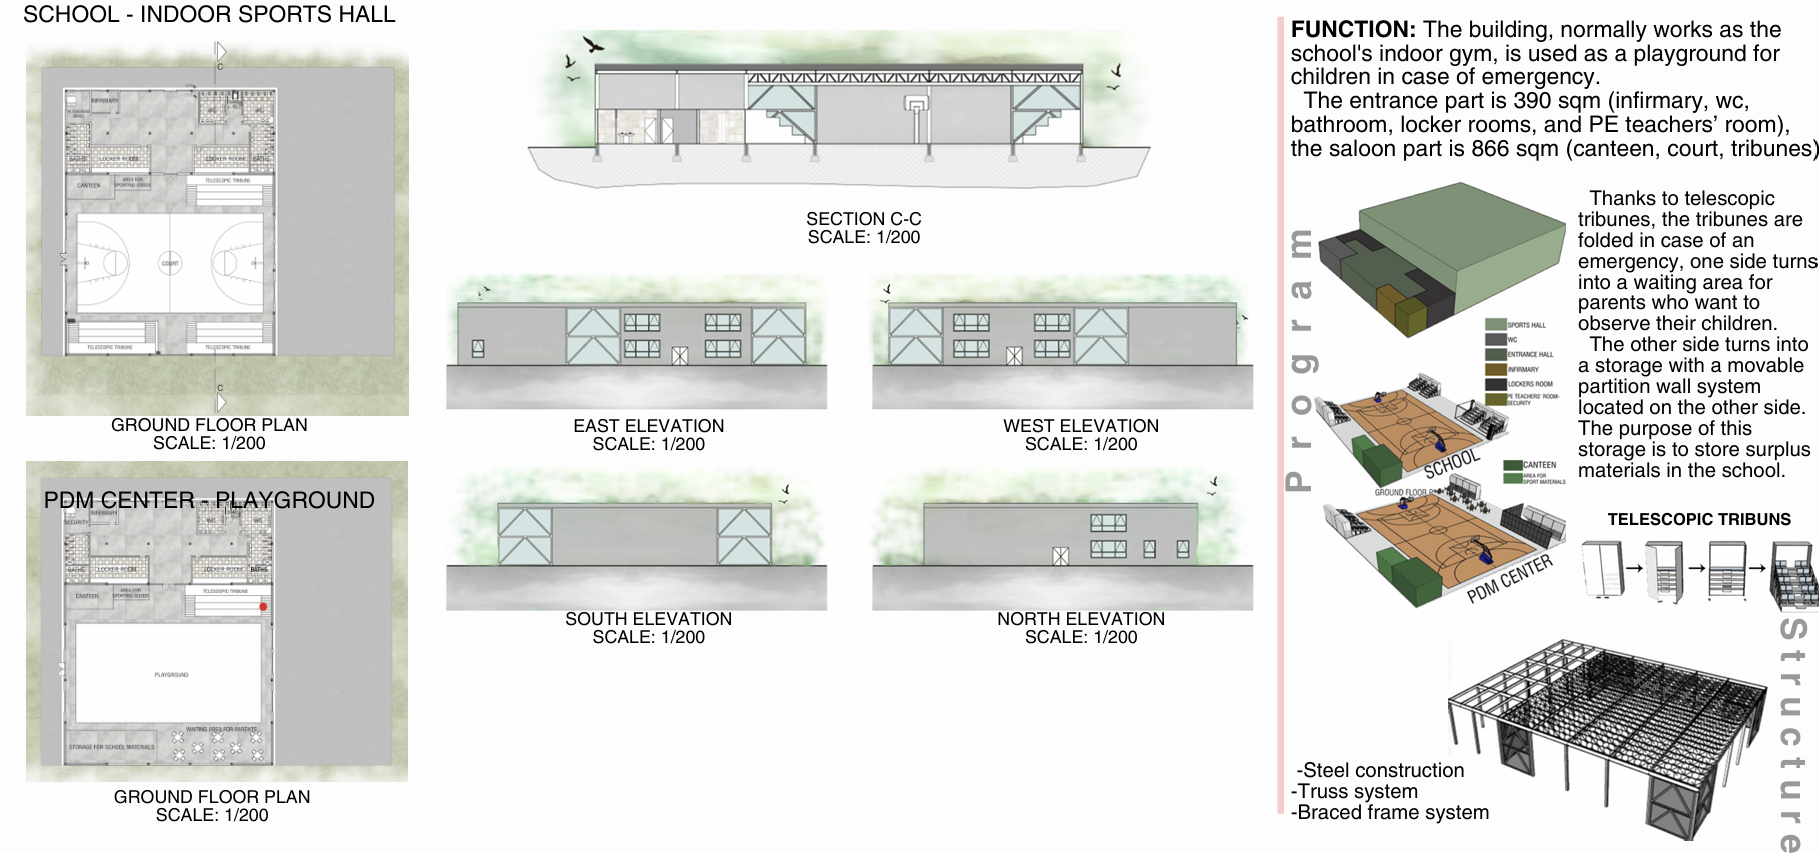 SCHOOL - INDOOR SPORTS HALL
C
INFIRMARY
WC
WC
BATHS
LOCKER ROOM
LOCKER ROOM
BATHS
CANTEEN
AREA FOR
SPORTING GOODS
TELESCOPIC TRIBUNE
COURT
TELESCOPIC TRIBUNE
TELESCOPIC TRIBUNE
C
GROUND FLOOR PLAN
SCALE: 1/200
PDM CENTER - PLAYGROUND
SECURITY
INFIRMARY
WC
WC
BATHS
LOCKER ROOM
LOCKER ROOM
BATHS
CANTEEN
AREA FOR
SPORTING GOODS
TELESCOPIC TRIBUNE
PLAYGROUND
WAITING AREA FOR PARENTS
STORAGE FOR SCHOOL MATERIALS
GROUND FLOOR PLAN
SCALE: 1/200
SECTION C-C
SCALE: 1/200
EAST ELEVATION
SCALE: 1/200
WEST ELEVATION
SCALE: 1/200
SOUTH ELEVATION
SCALE: 1/200
NORTH ELEVATION
SCALE: 1/200
FUNCTION: The building, normally works as the
school's indoor gym, is used as a playground for
children in case of emergency.
The entrance part is 390 sqm (infirmary, wc,
bathroom, locker rooms, and PE teachers' room),
the saloon part is 866 sqm (canteen, court, tribunes)
Program
SPORTS HALL
WC
ENTRANCE HALL
INFIRMARY
LOCKERS ROOM
PE TEACHERS' ROOM-
SECURITY
SCHOOL
CANTEEN
AREA FOR
SPORT MATERIALS
GROUND FLOOR
PDM CENTER
Thanks to telescopic
tribunes, the tribunes are
folded in case of an
emergency, one side turns
into a waiting area for
parents who want to
observe their children.
The other side turns into
a storage with a movable
partition wall system
located on the other side.
The purpose of this
storage is to store surplus
materials in the school.
TELESCOPIC TRIBUNS
Structure
-Steel construction
-Truss system
-Braced frame system